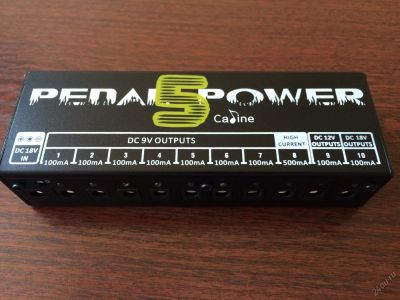 PEDAL 5 POWER
Caline
DC 18V IN
DC 9V OUTPUTS
HIGH CURRENT
DC 12V OUTPUTS
DC 18V OUTPUTS
1 2 3 4 5 6 7 8 9 10
100mA 100mA 100mA 100mA 100mA 100mA 100mA 500mA 100mA 100mA
24au.ru